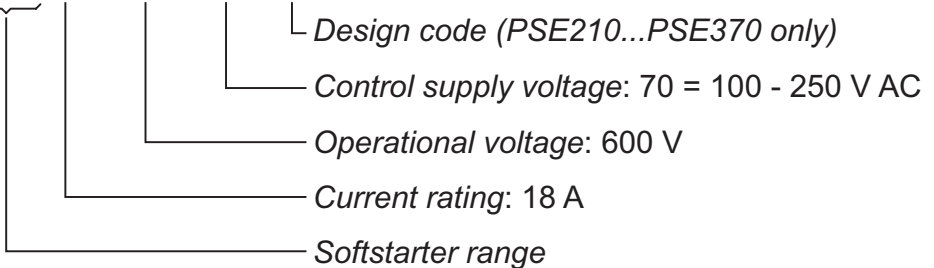 Design code (PSE210...PSE370 only)
Control supply voltage: 70 = 100 - 250 V AC
Operational voltage: 600 V
Current rating: 18 A
Softstarter range